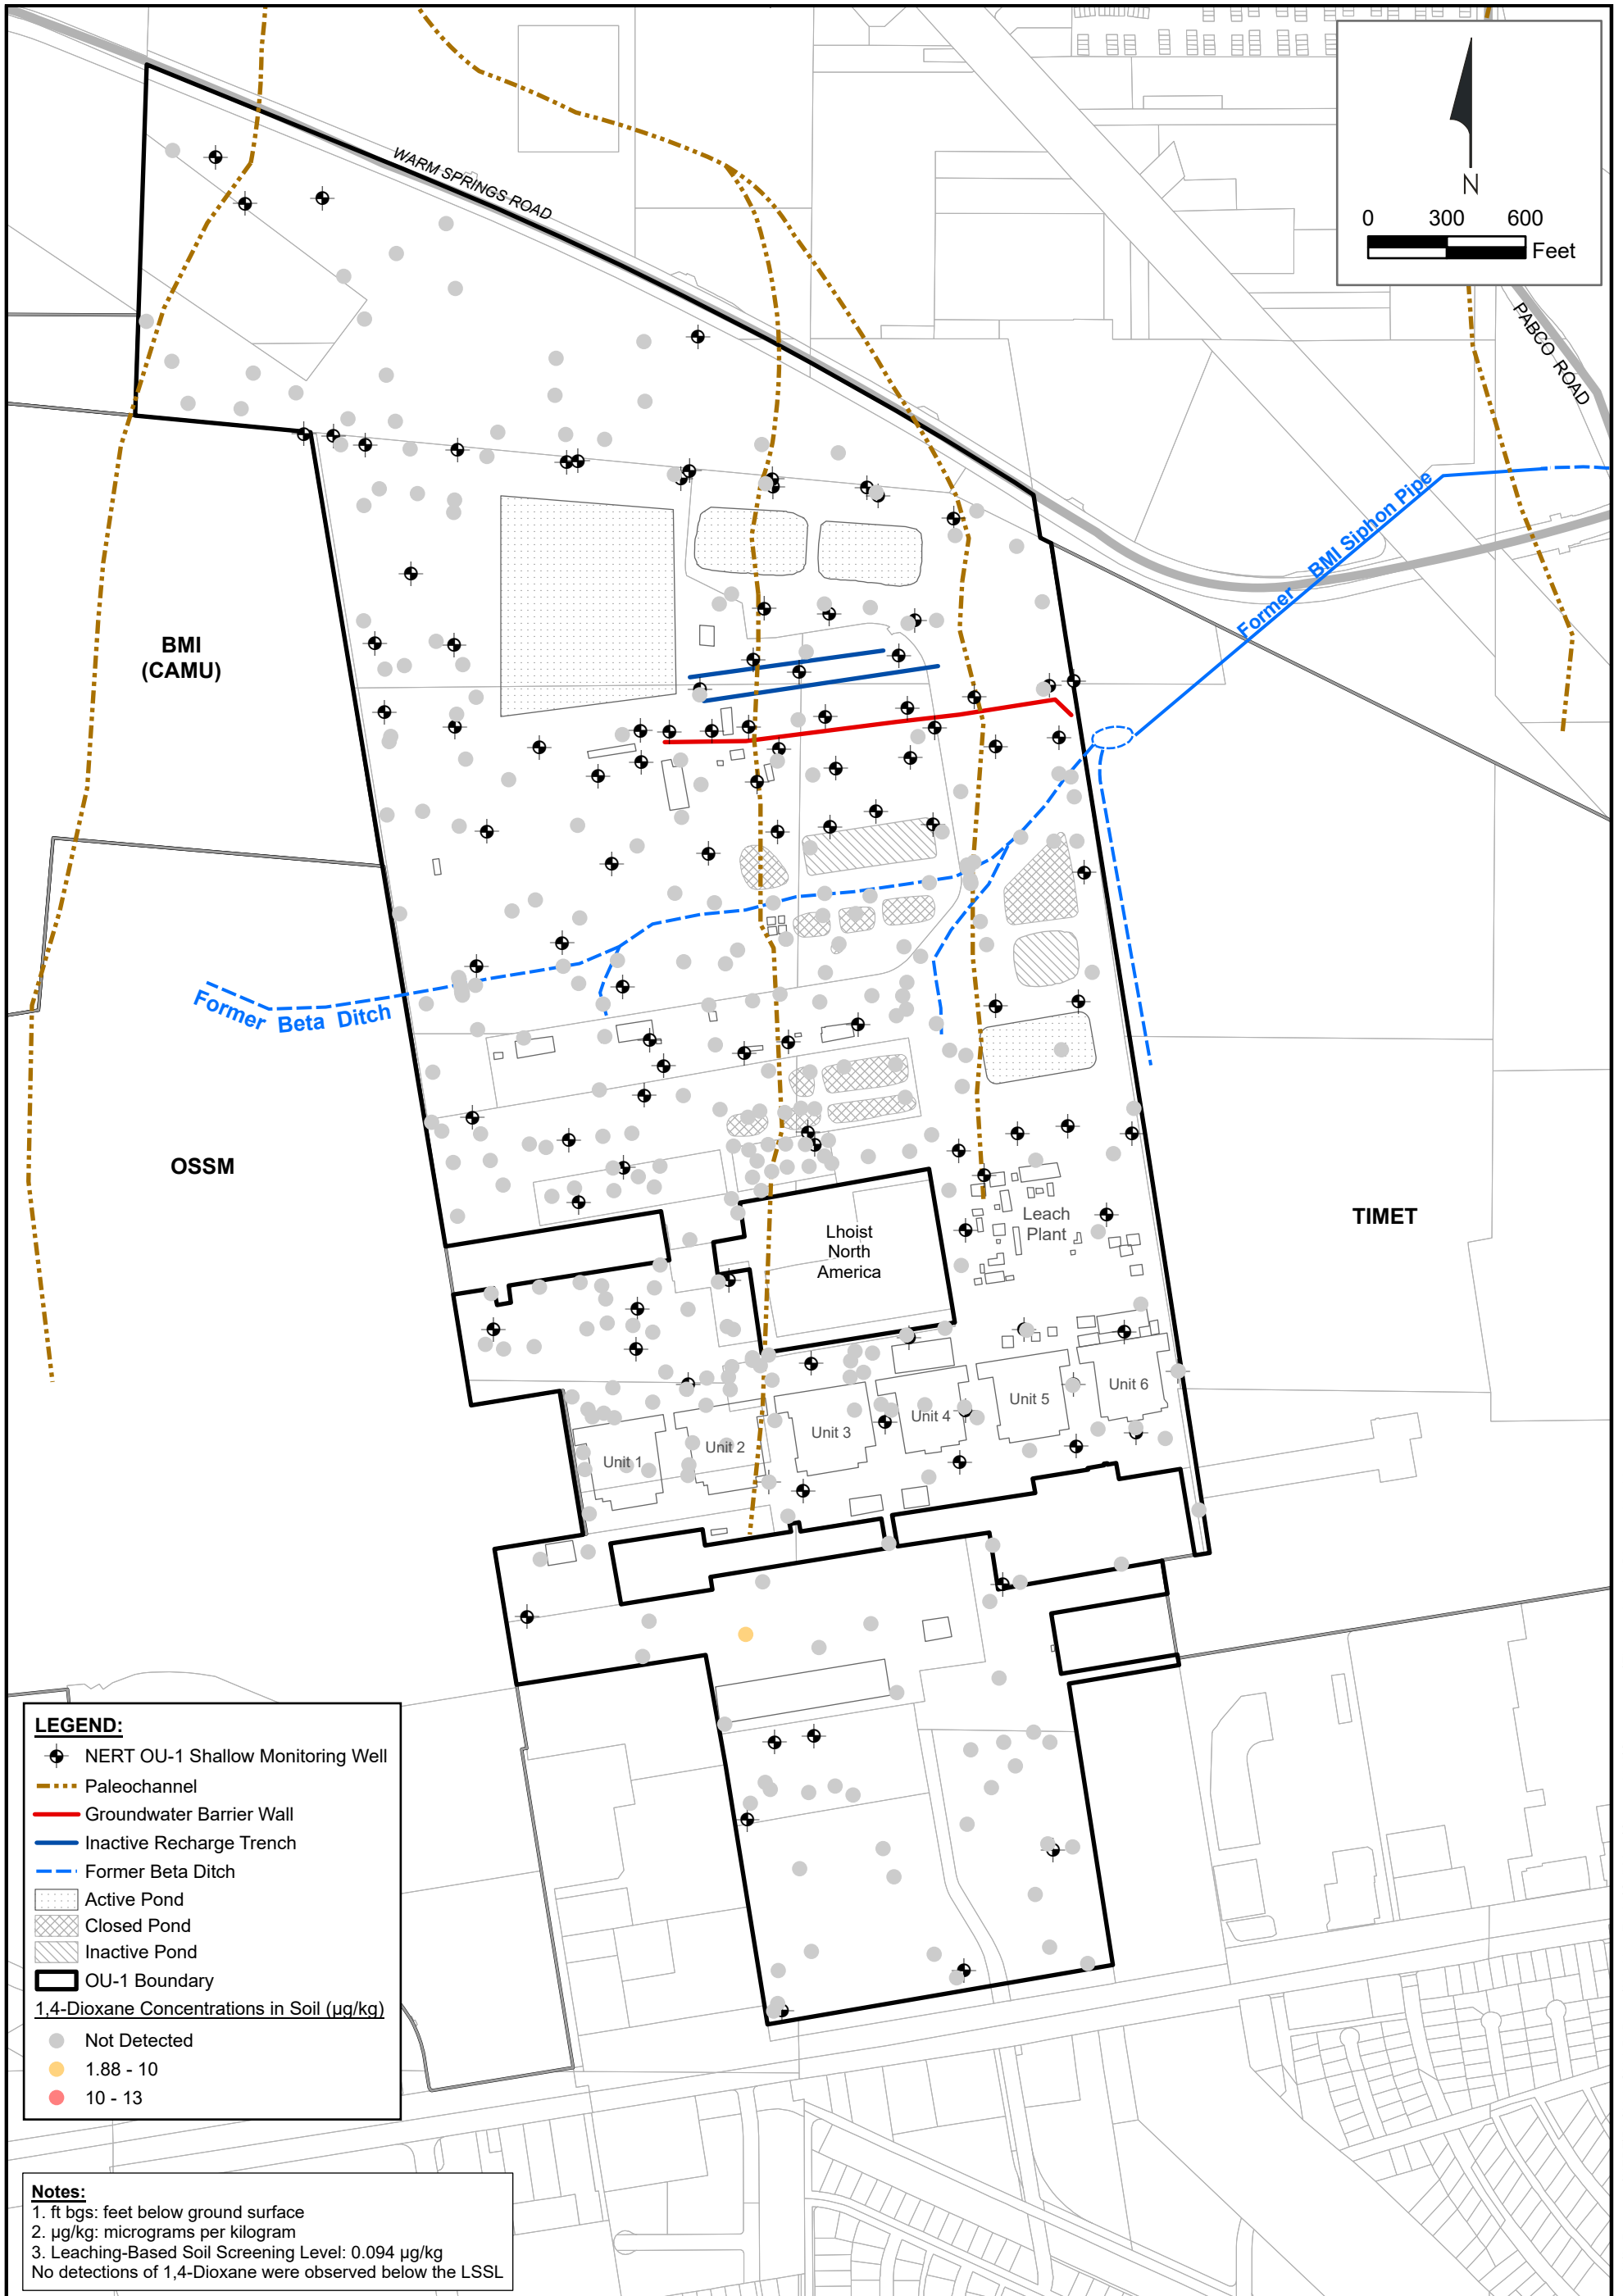 WARM SPRINGS ROAD
N
0 300 600
Feet
PABCO ROAD
Former BMI Siphon Pipe
BMI
(CAMU)
Former Beta Ditch
OSSM
TIMET
Lhoist
North
America
Leach
Plant
Unit 1
Unit 2
Unit 3
Unit 4
Unit 5
Unit 6
LEGEND:
NERT OU-1 Shallow Monitoring Well
Paleochannel
Groundwater Barrier Wall
Inactive Recharge Trench
Former Beta Ditch
Active Pond
Closed Pond
Inactive Pond
OU-1 Boundary
1,4-Dioxane Concentrations in Soil (µg/kg)
Not Detected
1.88 - 10
10 - 13
Notes:
1. ft bgs: feet below ground surface
2. µg/kg: micrograms per kilogram
3. Leaching-Based Soil Screening Level: 0.094 µg/kg
No detections of 1,4-Dioxane were observed below the LSSL